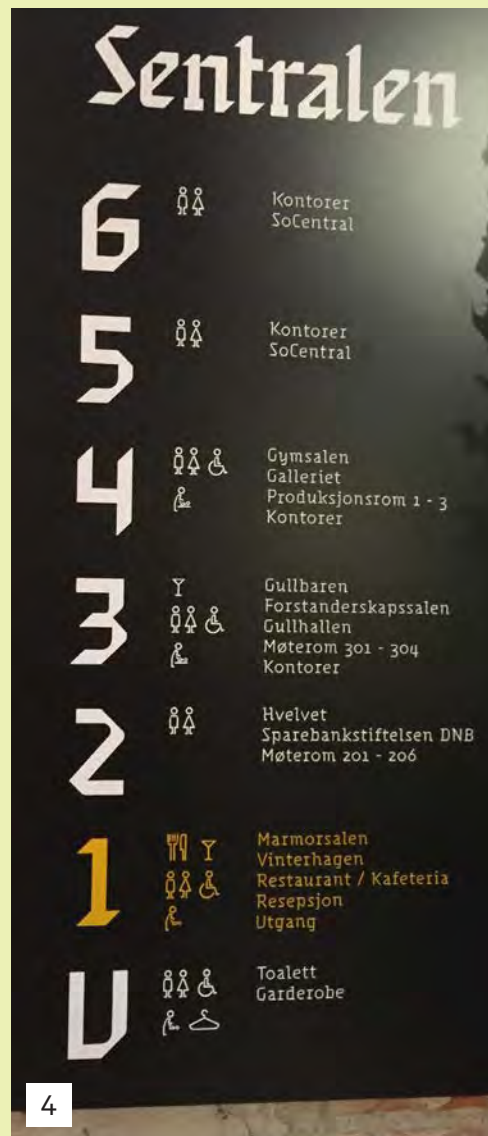 Sentralen
6
Kontorer
SoCentral
5
Kontorer
SoCentral
4
Gymsalen
Galleriet
Produksjonsrom 1 - 3
Kontorer
3
Gullbaren
Forstanderskapssalen
Gullhallen
Møterom 301 - 304
Kontorer
2
Hvelvet
Sparebankstiftelsen DNB
Møterom 201 - 206
1
Marmorsalen
Vinterhagen
Restaurant / Kafeteria
Resepsjon
Utgang
U
Toalett
Garderobe
4